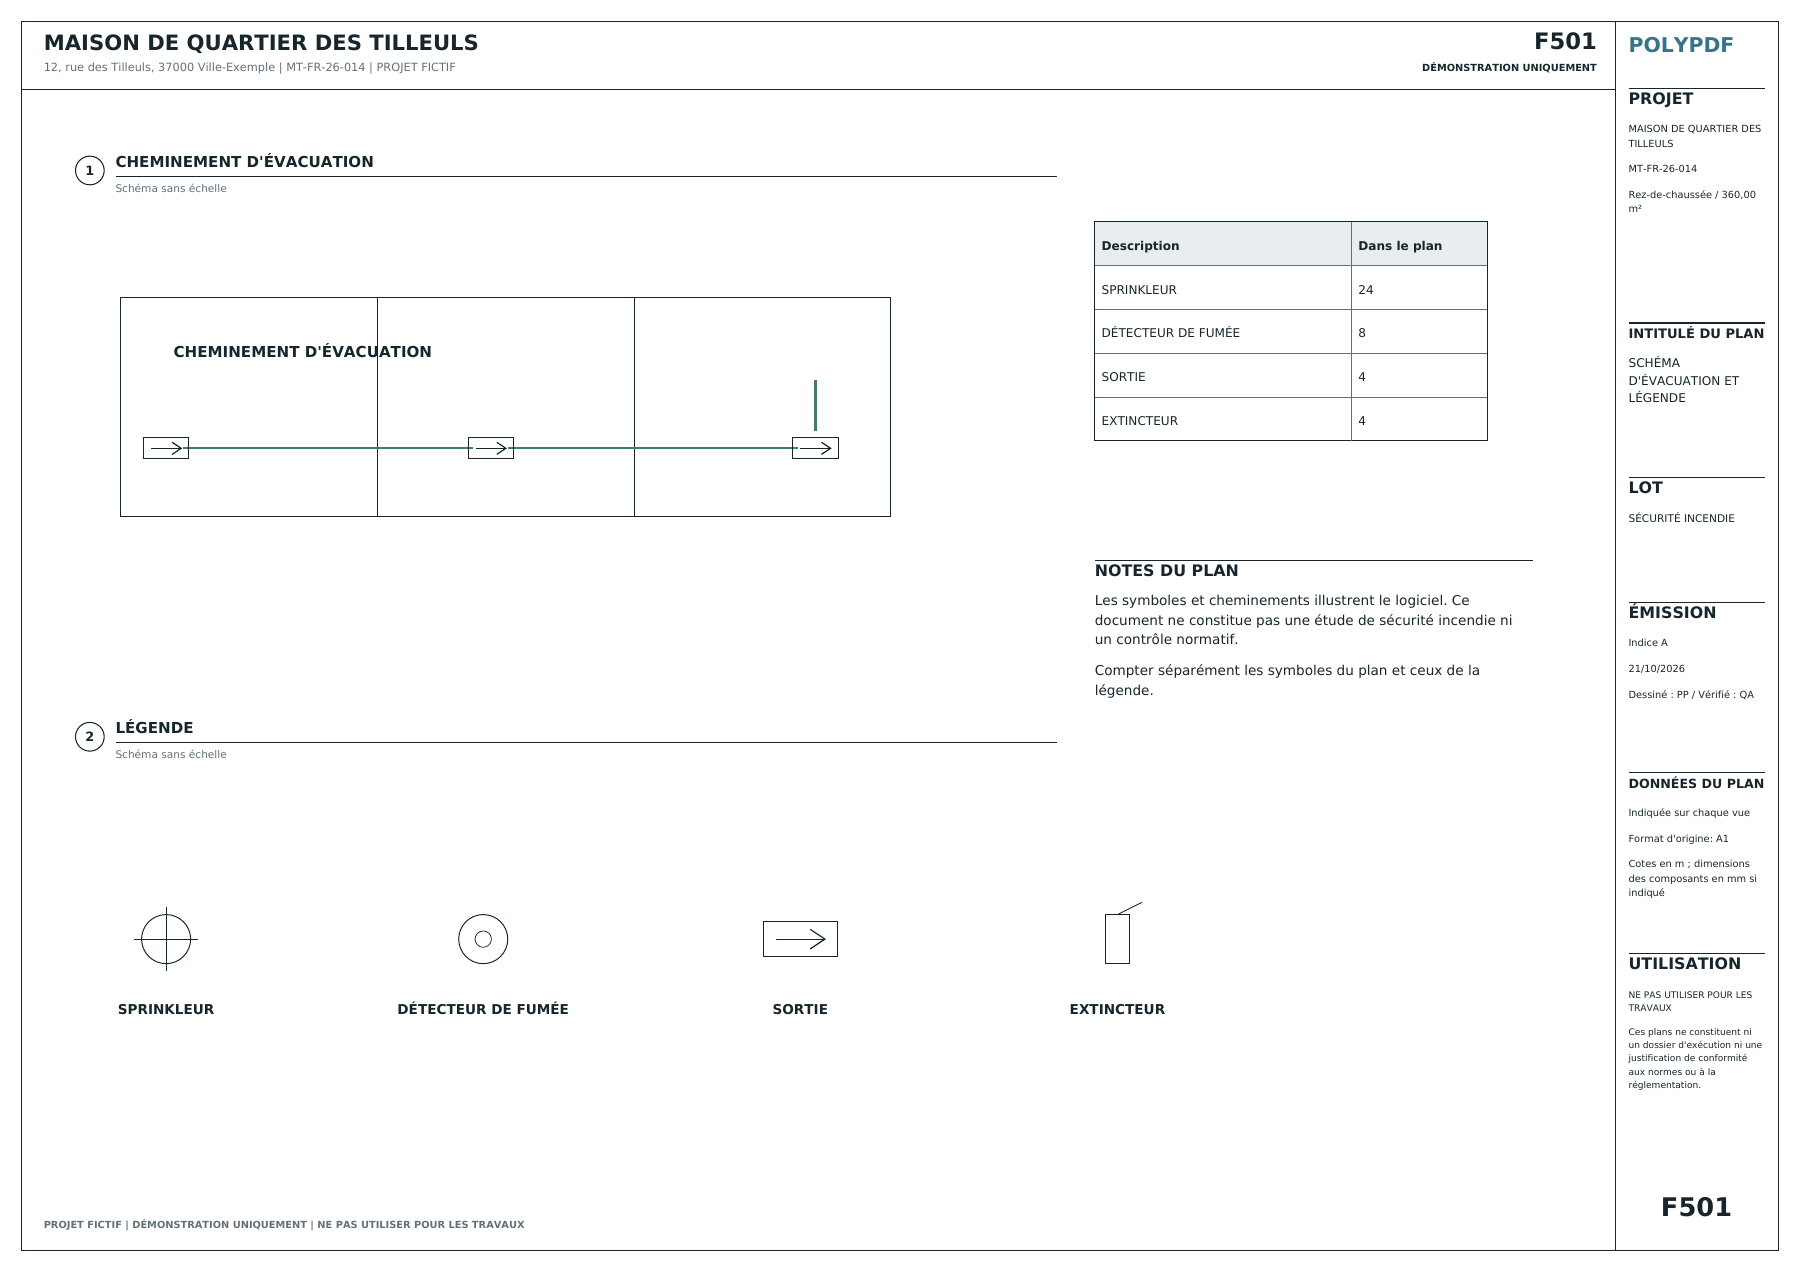 MAISON DE QUARTIER DES TILLEULS
12, rue des Tilleuls, 37000 Ville-Exemple | MT-FR-26-014 | PROJET FICTIF
F501
DÉMONSTRATION UNIQUEMENT
1
CHEMINEMENT D'ÉVACUATION
Schéma sans échelle
CHEMINEMENT D'ÉVACUATION
Description Dans le plan
SPRINKLEUR 24
DÉTECTEUR DE FUMÉE 8
SORTIE 4
EXTINCTEUR 4
NOTES DU PLAN
Les symboles et cheminements illustrent le logiciel. Ce
document ne constitue pas une étude de sécurité incendie ni
un contrôle normatif.
Compter séparément les symboles du plan et ceux de la
légende.
2
LÉGENDE
Schéma sans échelle
SPRINKLEUR
DÉTECTEUR DE FUMÉE
SORTIE
EXTINCTEUR
PROJET FICTIF | DÉMONSTRATION UNIQUEMENT | NE PAS UTILISER POUR LES TRAVAUX
POLYPDF
PROJET
MAISON DE QUARTIER DES
TILLEULS
MT-FR-26-014
Rez-de-chaussée / 360,00
m²
INTITULÉ DU PLAN
SCHÉMA
D'ÉVACUATION ET
LÉGENDE
LOT
SÉCURITÉ INCENDIE
ÉMISSION
Indice A
21/10/2026
Dessiné : PP / Vérifié : QA
DONNÉES DU PLAN
Indiquée sur chaque vue
Format d'origine: A1
Cotes en m ; dimensions
des composants en mm si
indiqué
UTILISATION
NE PAS UTILISER POUR LES
TRAVAUX
Ces plans ne constituent ni
un dossier d'exécution ni une
justification de conformité
aux normes ou à la
réglementation.
F501